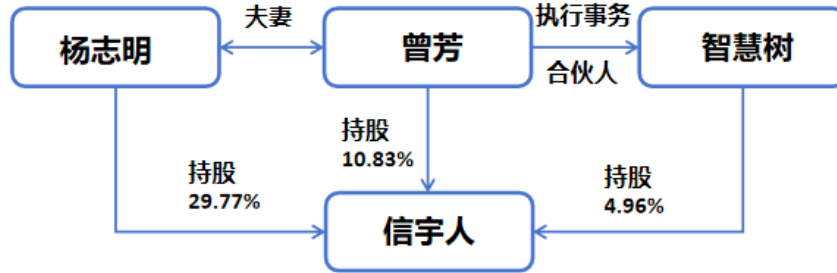 杨志明
夫妻
曾芳
执行事务
合伙人
智慧树
持股
29.77%
持股
10.83%
持股
4.96%
信宇人